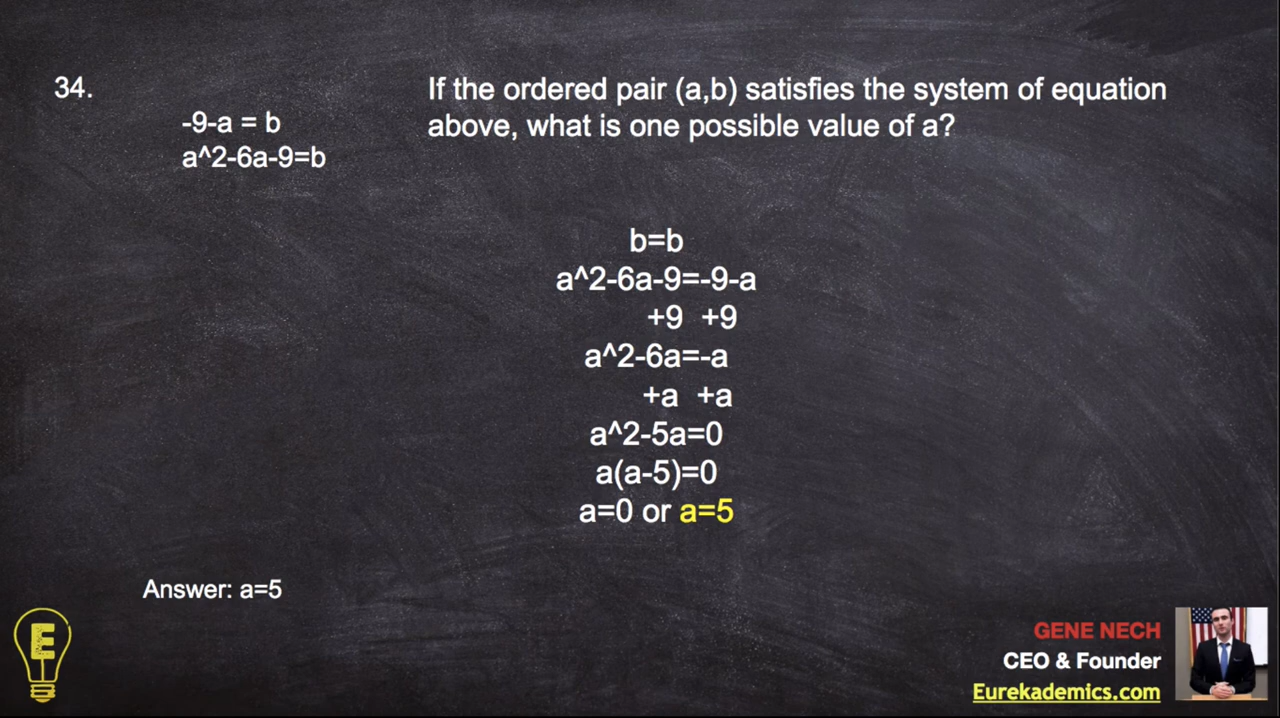 34.
-9-a = b
a^2-6a-9=b
If the ordered pair (a,b) satisfies the system of equation
above, what is one possible value of a?
b=b
a^2-6a-9=-9-a
+9 +9
a^2-6a=-a
+a +a
a^2-5a=0
a(a-5)=0
a=0 or a=5
Answer: a=5
E
GENE NECH
CEO & Founder
Eurekademics.com